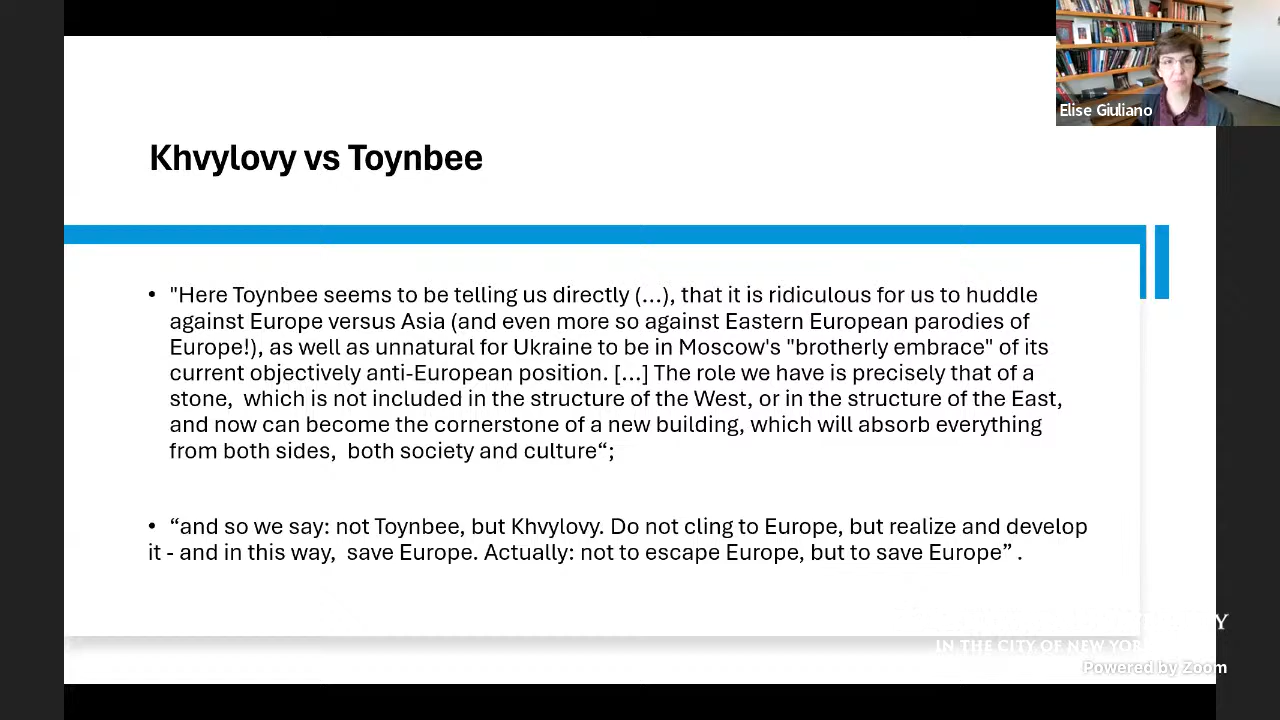 Elise Giuliano
Khvylovy vs Toynbee
• "Here Toynbee seems to be telling us directly (...), that it is ridiculous for us to huddle
against Europe versus Asia (and even more so against Eastern European parodies of
Europe!), as well as unnatural for Ukraine to be in Moscow's "brotherly embrace" of its
current objectively anti-European position. [...] The role we have is precisely that of a
stone, which is not included in the structure of the West, or in the structure of the East,
and now can become the cornerstone of a new building, which will absorb everything
from both sides, both society and culture“;
• “and so we say: not Toynbee, but Khvylovy. Do not cling to Europe, but realize and develop
it - and in this way, save Europe. Actually: not to escape Europe, but to save Europe” .
IN THE CITY OF NEW YORK
Powered by Zoom